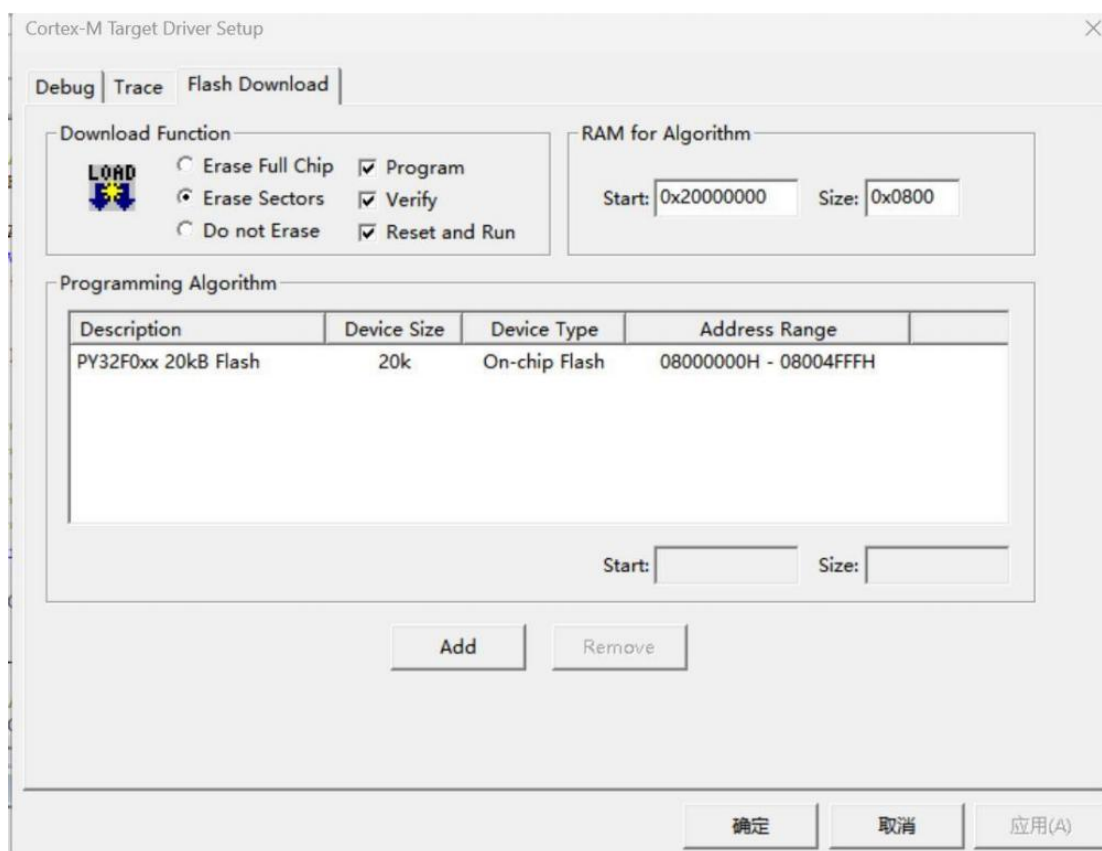 Cortex-M Target Driver Setup
Debug Trace Flash Download
Download Function
LOAD
Erase Full Chip Program
Erase Sectors Verify
Do not Erase Reset and Run
RAM for Algorithm
Start: 0x20000000 Size: 0x0800
Programming Algorithm
Description Device Size Device Type Address Range
PY32F0xx 20kB Flash 20k On-chip Flash 08000000H - 08004FFFH
Start: Size:
Add Remove
确定 取消 应用(A)